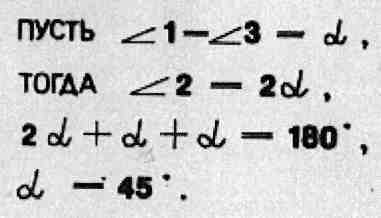 ПУСТЬ ∠1−∠3 − α,
ТОГДА ∠2 − 2α,
2α + α + α − 180°,
α − 45°.